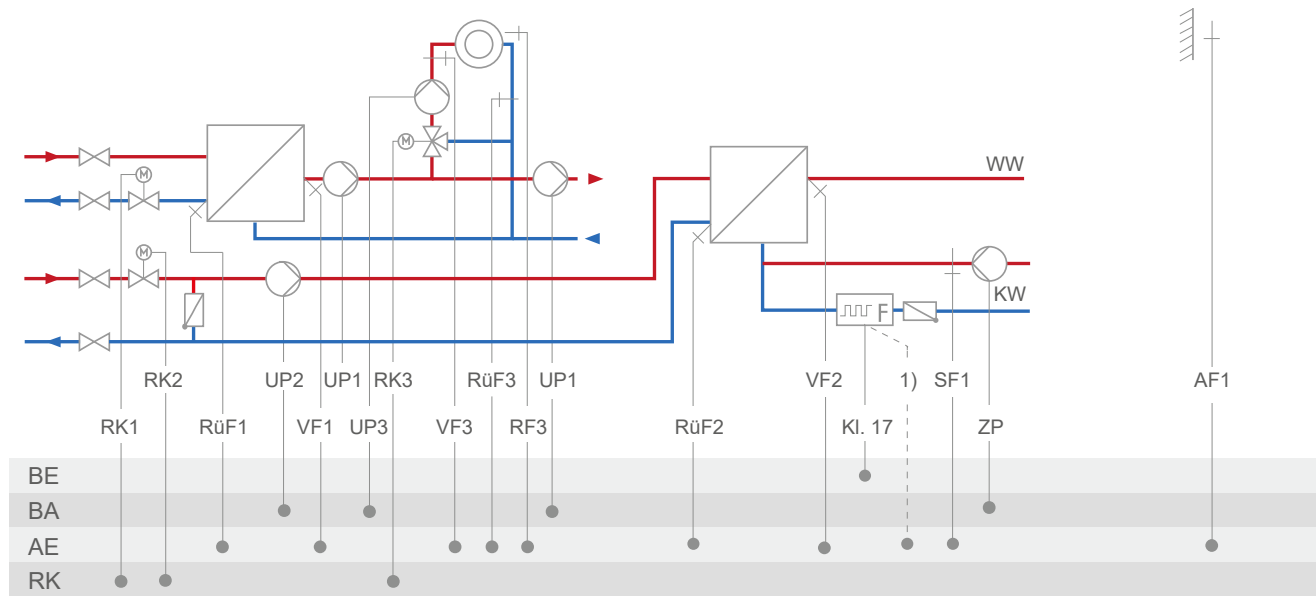 M
WW
M
M
F
KW
RK2 UP2 UP1 RK3 RüF3 UP1 VF2 1) SF1 AF1
RK1 RüF1 VF1 UP3 VF3 RF3 RüF2 Kl. 17 ZP
BE
BA
AE
RK